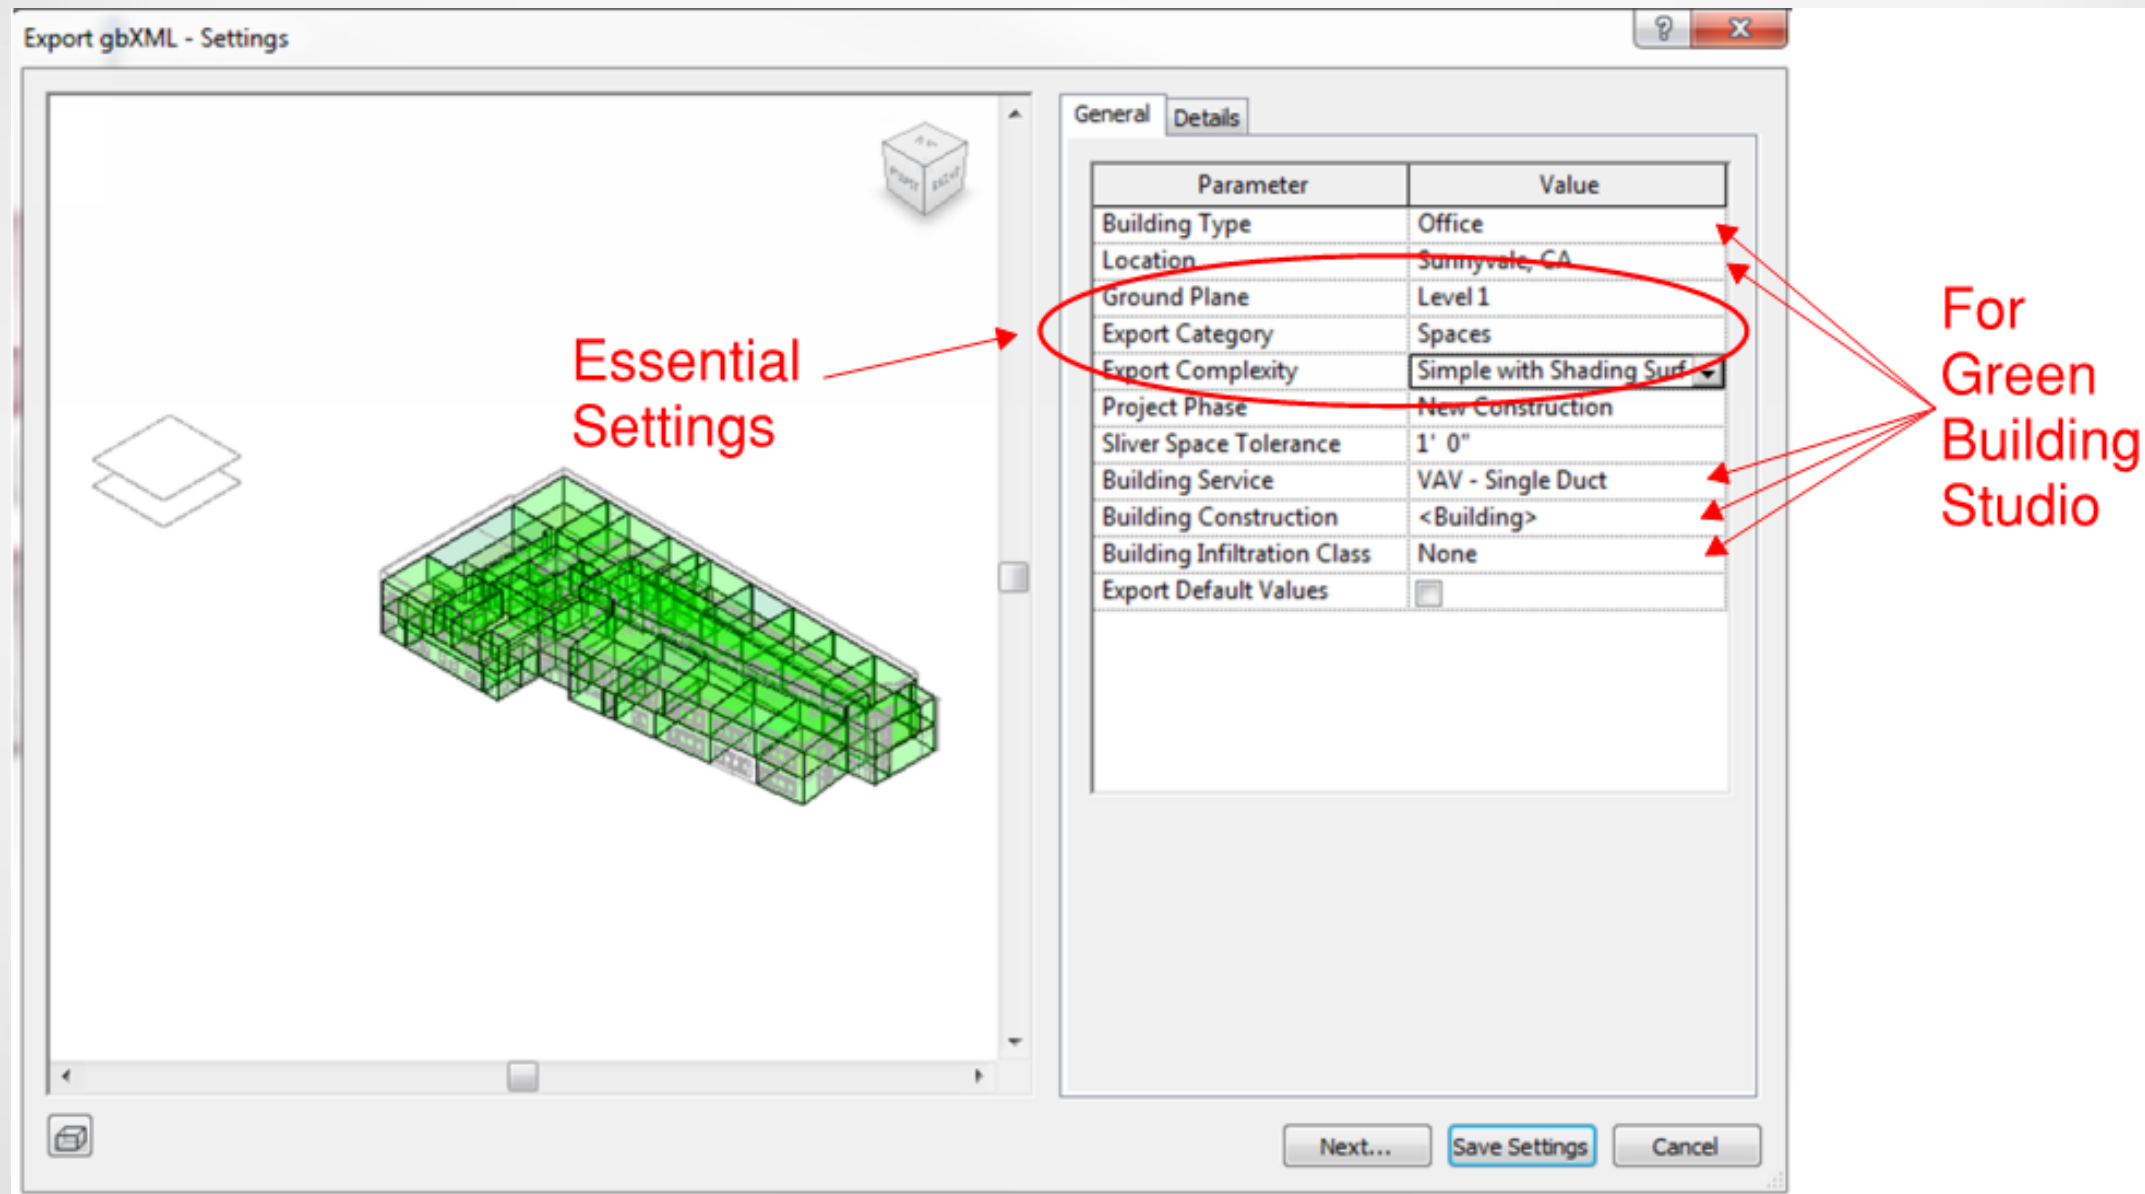 Export gbXML - Settings
General
Details
Parameter Value
Building Type Office
Location Sunnyvale, CA
Ground Plane Level 1
Export Category Spaces
Export Complexity Simple with Shading Surf
Project Phase New Construction
Sliver Space Tolerance 1' 0"
Building Service VAV - Single Duct
Building Construction <Building>
Building Infiltration Class None
Export Default Values
Essential
Settings
For
Green
Building
Studio
Next...
Save Settings
Cancel